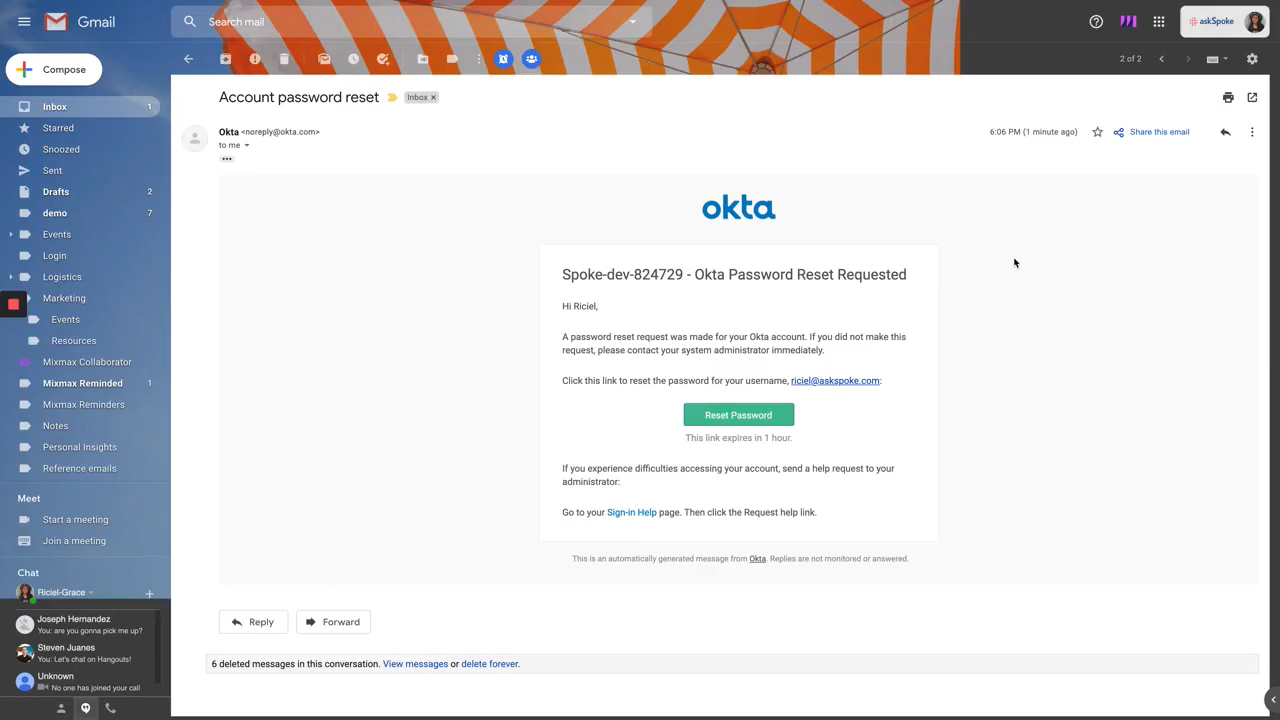 Search mail
askSpoke
Compose
2 of 2
Inbox 1
Starred
Snoozed
Sent
Drafts 2
demo 7
Events
Login
Logistics
Marketing
Events
Resources
Mixmax Collaborator
Mixmax Reminded 1
Mixmax Reminders
Notes
Personal Insights
Reference emails
Meet
Start a meeting
Join a meeting
Chat
Riciel-Grace
Joseph Hernandez
You: are you gonna pick me up?
Steven Juanes
You: Let's chat on Hangouts!
Unknown
No one has joined your call
Account password reset Inbox ×
Okta <noreply@okta.com> 6:06 PM (1 minute ago) Share this email
to me
okta
Spoke-dev-824729 - Okta Password Reset Requested
Hi Riciel,
A password reset request was made for your Okta account. If you did not make this
request, please contact your system administrator immediately.
Click this link to reset the password for your username, riciel@askspoke.com:
Reset Password
This link expires in 1 hour.
If you experience difficulties accessing your account, send a help request to your
administrator:
Go to your Sign-in Help page. Then click the Request help link.
This is an automatically generated message from Okta. Replies are not monitored or answered.
Reply Forward
6 deleted messages in this conversation. View messages or delete forever.